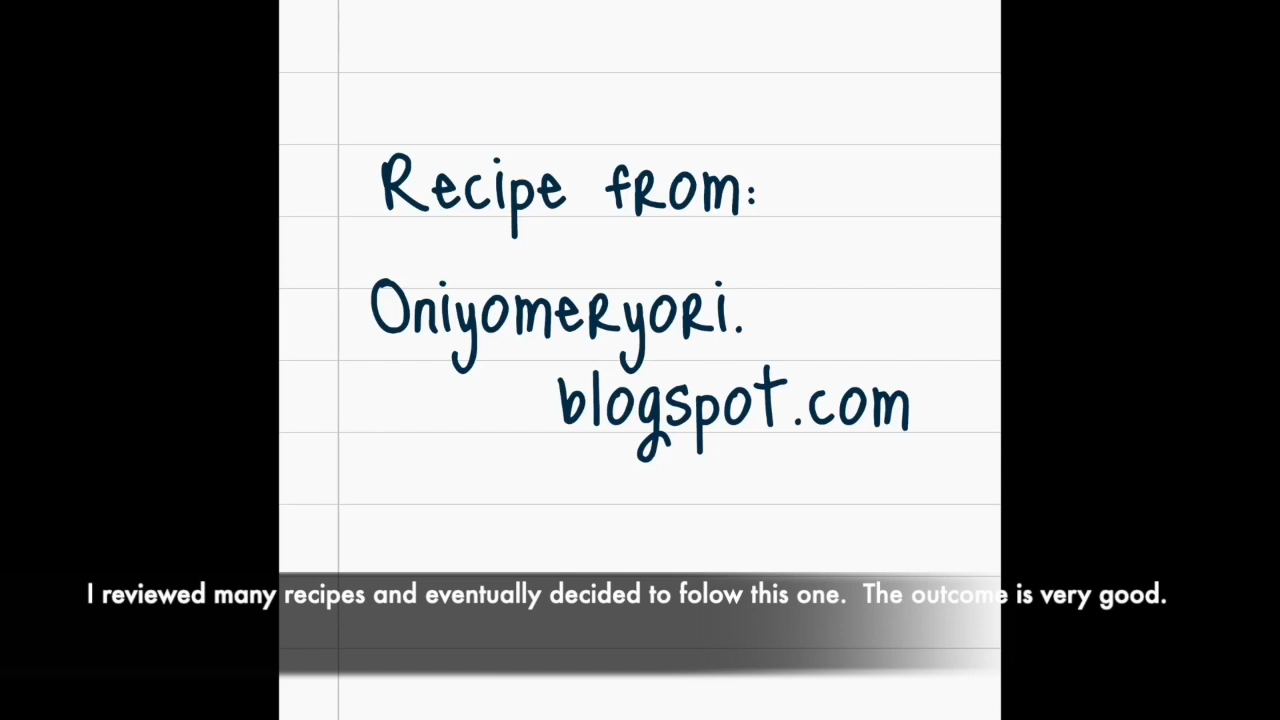 Recipe from:
Oniyomeryori.
blogspot.com
I reviewed many recipes and eventually decided to folow this one. The outcome is very good.